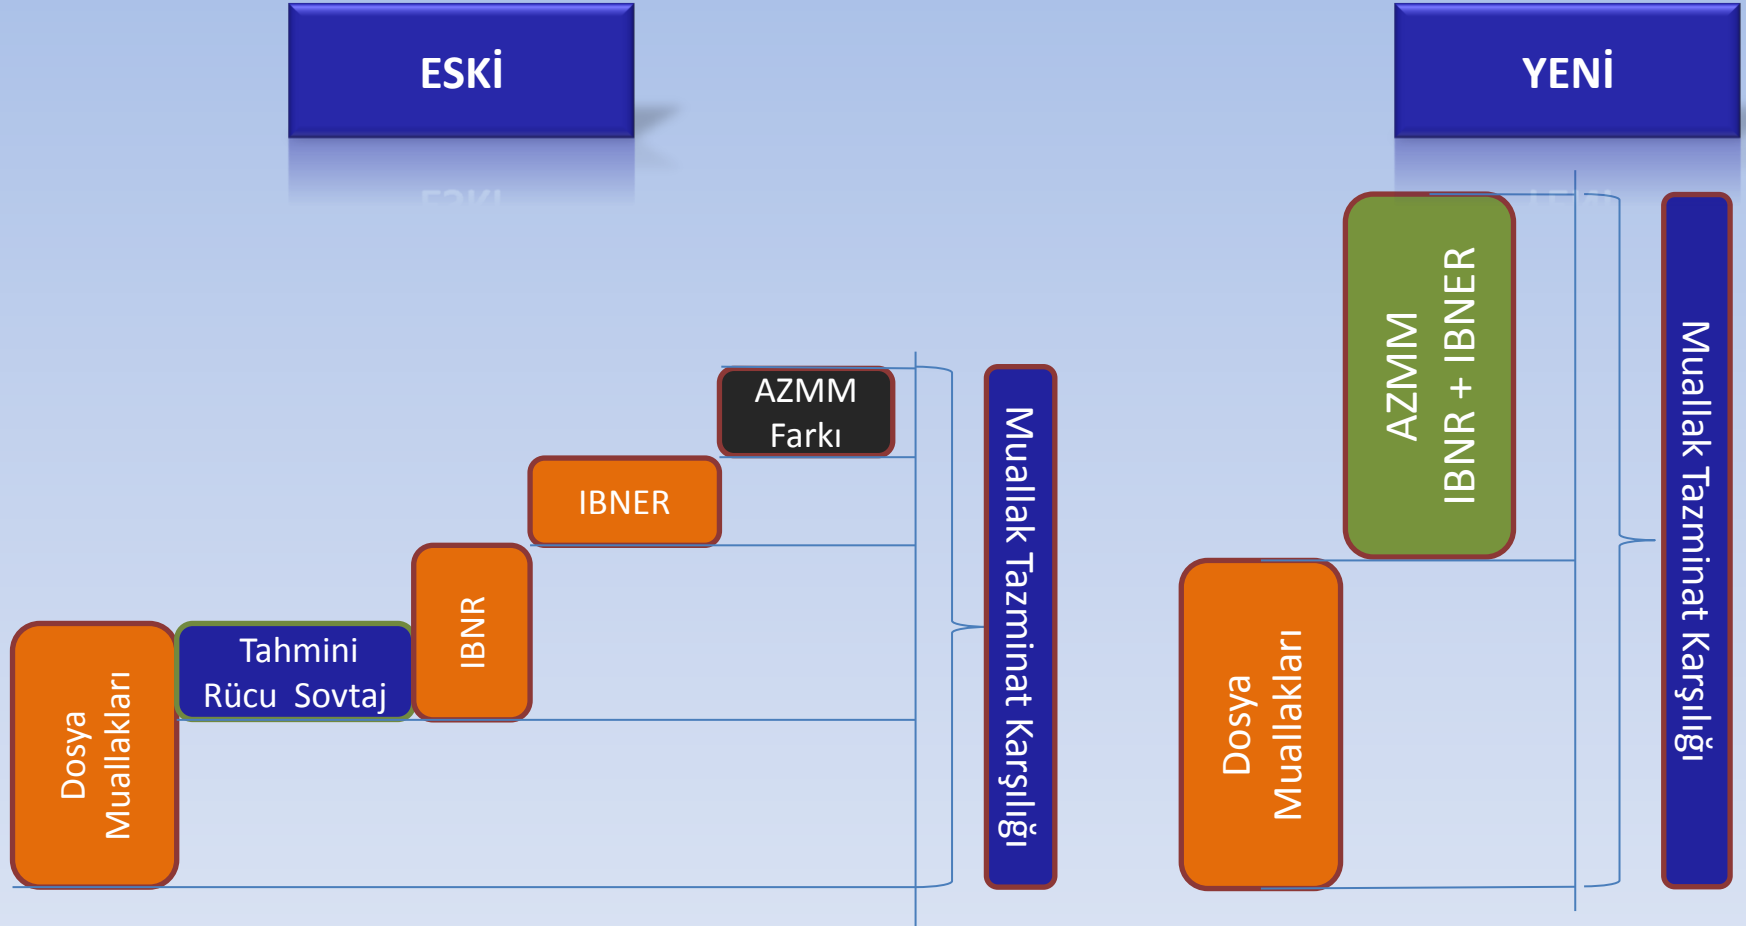 ESKİ
YENİ
AZMM
Farkı
IBNER
IBNR
Tahmini
Rücu Sovtaj
Dosya
Muallakları
Muallak Tazminat Karşılığı
AZMM
IBNR + IBNER
Dosya
Muallakları
Muallak Tazminat Karşılığı